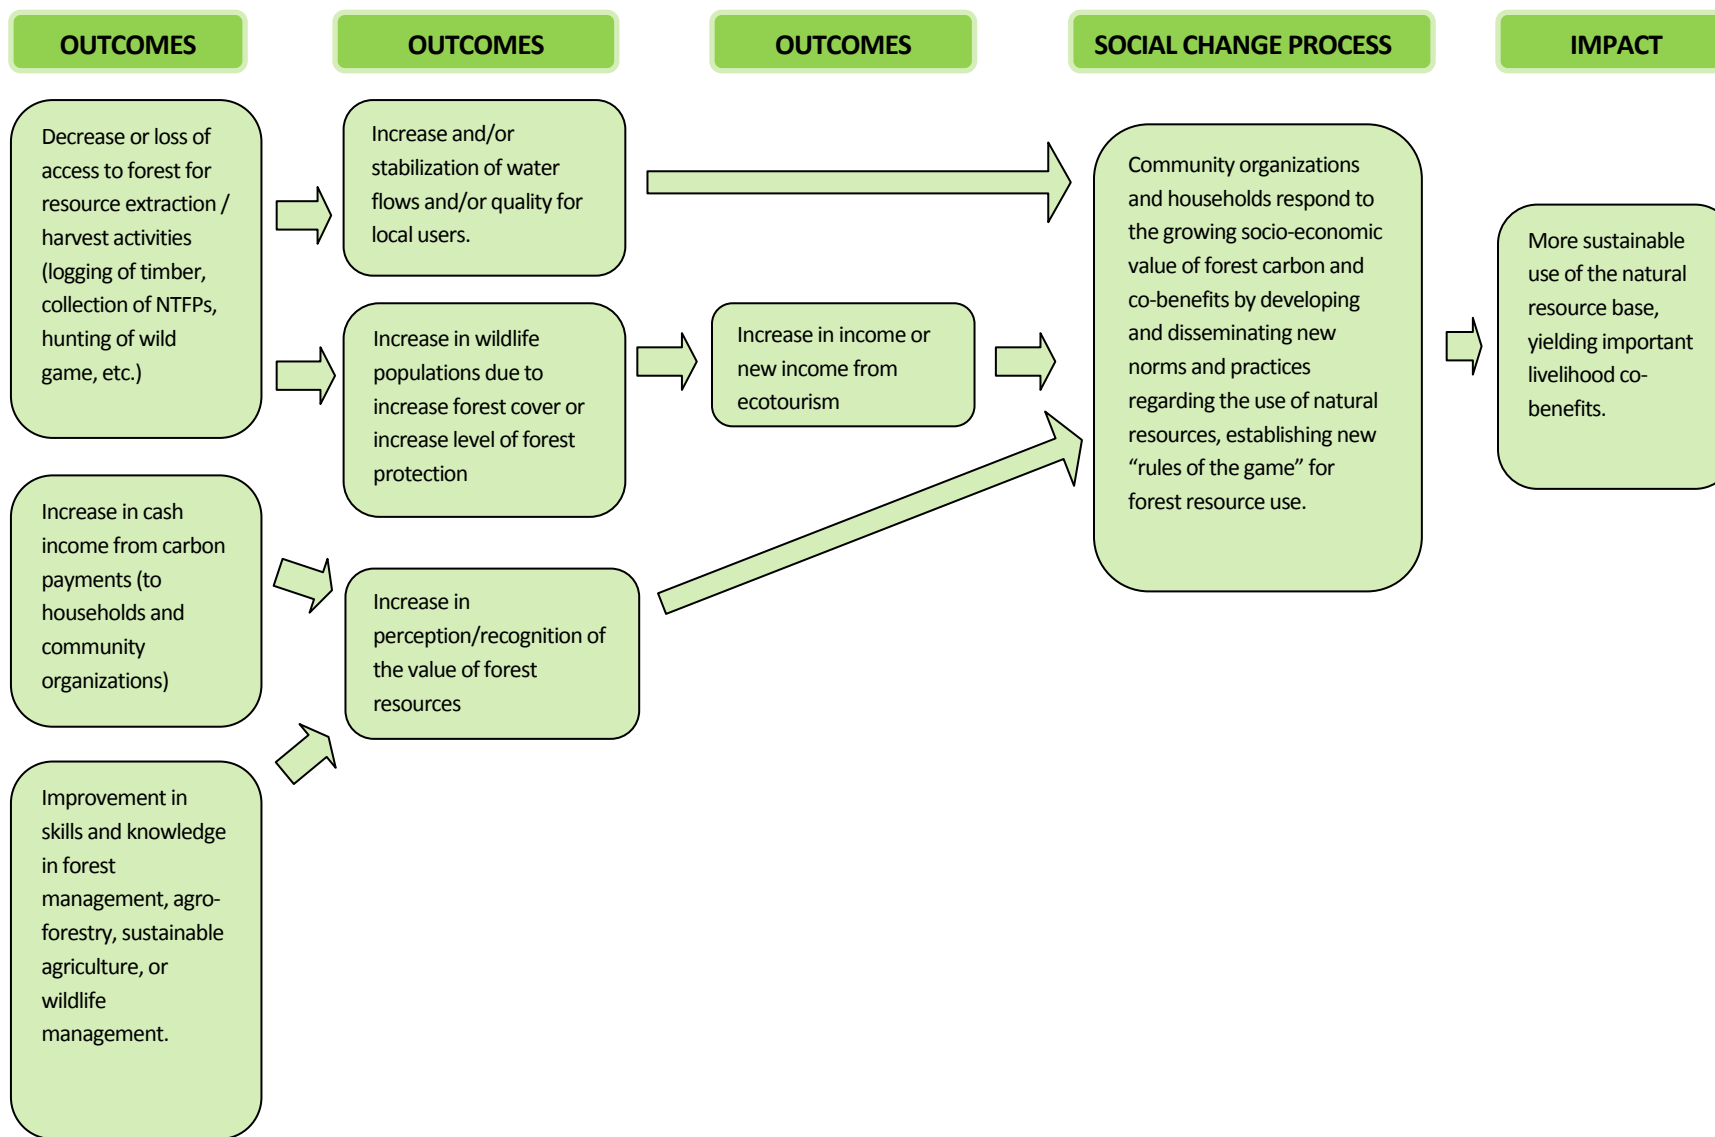 OUTCOMES
OUTCOMES
OUTCOMES
SOCIAL CHANGE PROCESS
IMPACT
Decrease or loss of
access to forest for
resource extraction /
harvest activities
(logging of timber,
collection of NTFPs,
hunting of wild
game, etc.)
Increase in cash
income from carbon
payments (to
households and
community
organizations)
Improvement in
skills and knowledge
in forest
management, agro-
forestry, sustainable
agriculture, or
wildlife
management.
Increase and/or
stabilization of water
flows and/or quality for
local users.
Increase in wildlife
populations due to
increase forest cover or
increase level of forest
protection
Increase in
perception/recognition of
the value of forest
resources
Increase in income or
new income from
ecotourism
Community organizations
and households respond to
the growing socio-economic
value of forest carbon and
co-benefits by developing
and disseminating new
norms and practices
regarding the use of natural
resources, establishing new
“rules of the game” for
forest resource use.
More sustainable
use of the natural
resource base,
yielding important
livelihood co-
benefits.